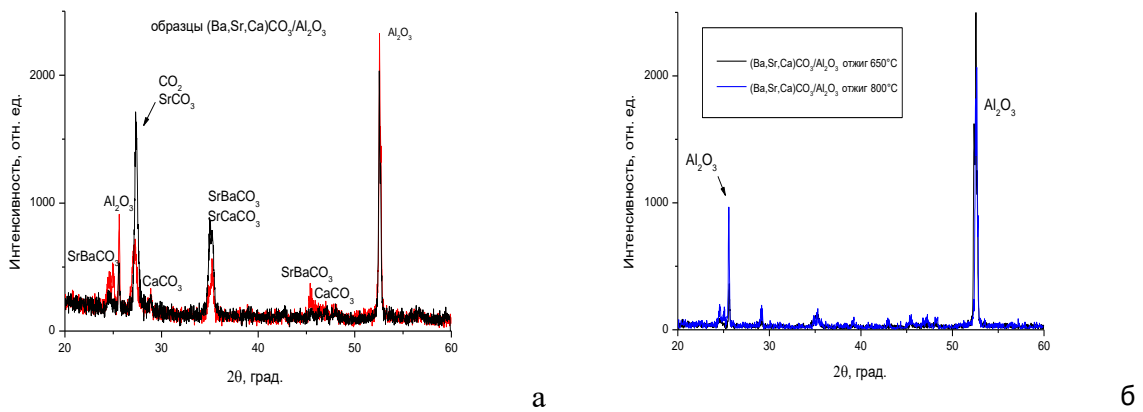 образцы (Ba,Sr,Ca)CO₃/Al₂O₃
Al₂O₃
CO₂
SrCO₃
Al₂O₃
SrBaCO₃
SrCaCO₃
SrBaCO₃
CaCO₃
SrBaCO₃
CaCO₃
Интенсивность, отн. ед.
2000
1000
0
20
30
40
50
60
2θ, град.
а
(Ba,Sr,Ca)CO₃/Al₂O₃ отжиг 650°C
(Ba,Sr,Ca)CO₃/Al₂O₃ отжиг 800°C
Al₂O₃
Al₂O₃
Интенсивность, отн. ед.
2000
1000
0
20
30
40
50
60
2θ, град.
б